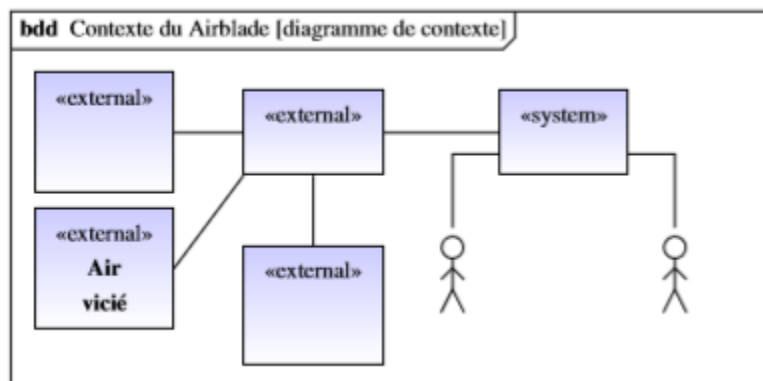 bdd Contexte du Airblade [diagramme de contexte]
«external»
«external»
«system»
«external»
Air
vicié
«external»